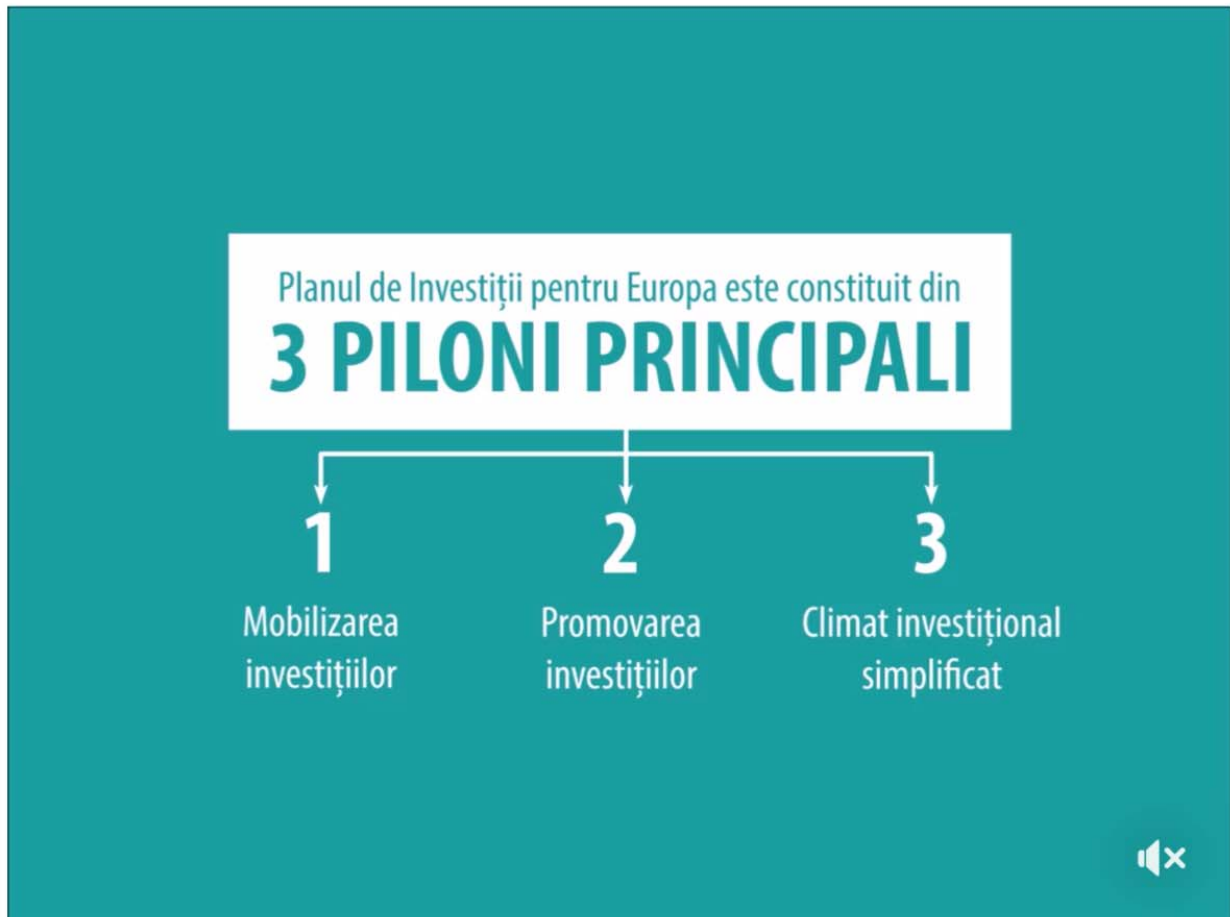 Planul de Investiții pentru Europa este constituit din
3 PILONI PRINCIPALI
1
Mobilizarea
investițiilor
2
Promovarea
investițiilor
3
Climat investițional
simplificat